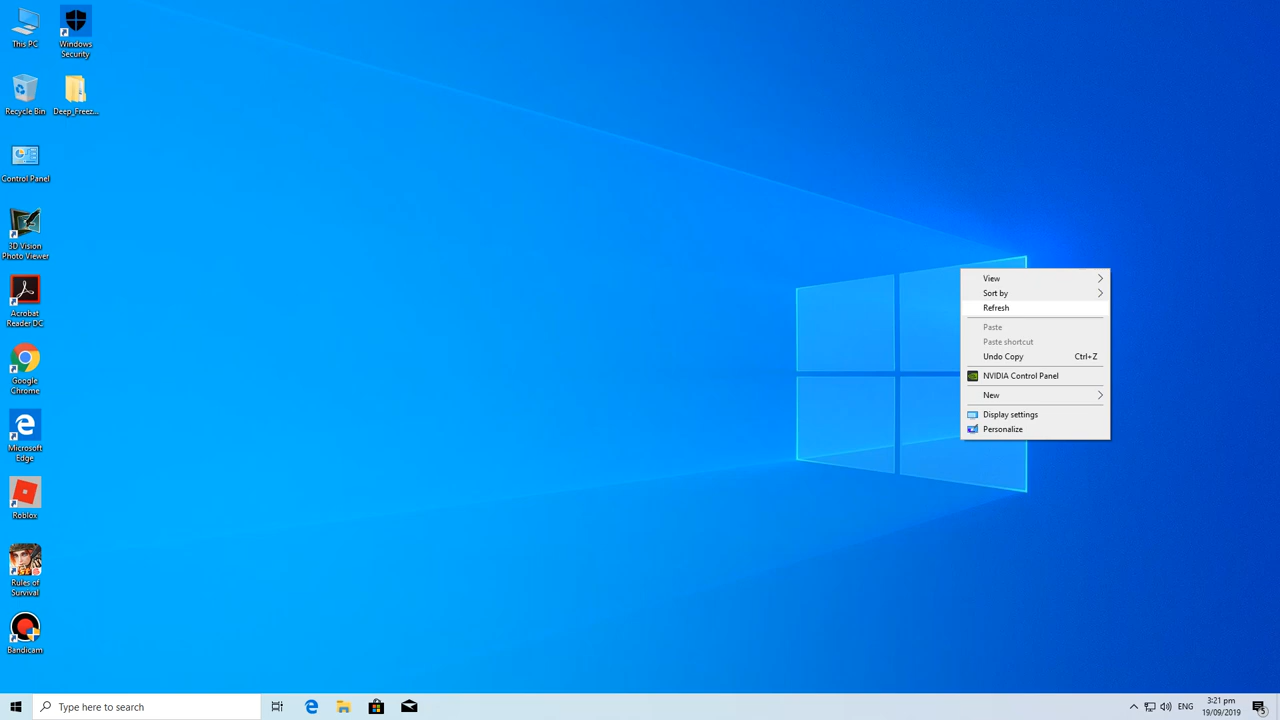 This PC
Windows
Security
Recycle Bin
Deep_Freez...
Control Panel
3D Vision
Photo Viewer
Acrobat
Reader DC
Google
Chrome
Microsoft
Edge
Roblox
Rules of
Survival
Bandicam
View
Sort by
Refresh
Paste
Paste shortcut
Undo Copy Ctrl+Z
NVIDIA Control Panel
New
Display settings
Personalize
Type here to search
ENG
3:21 pm
19/09/2019
5